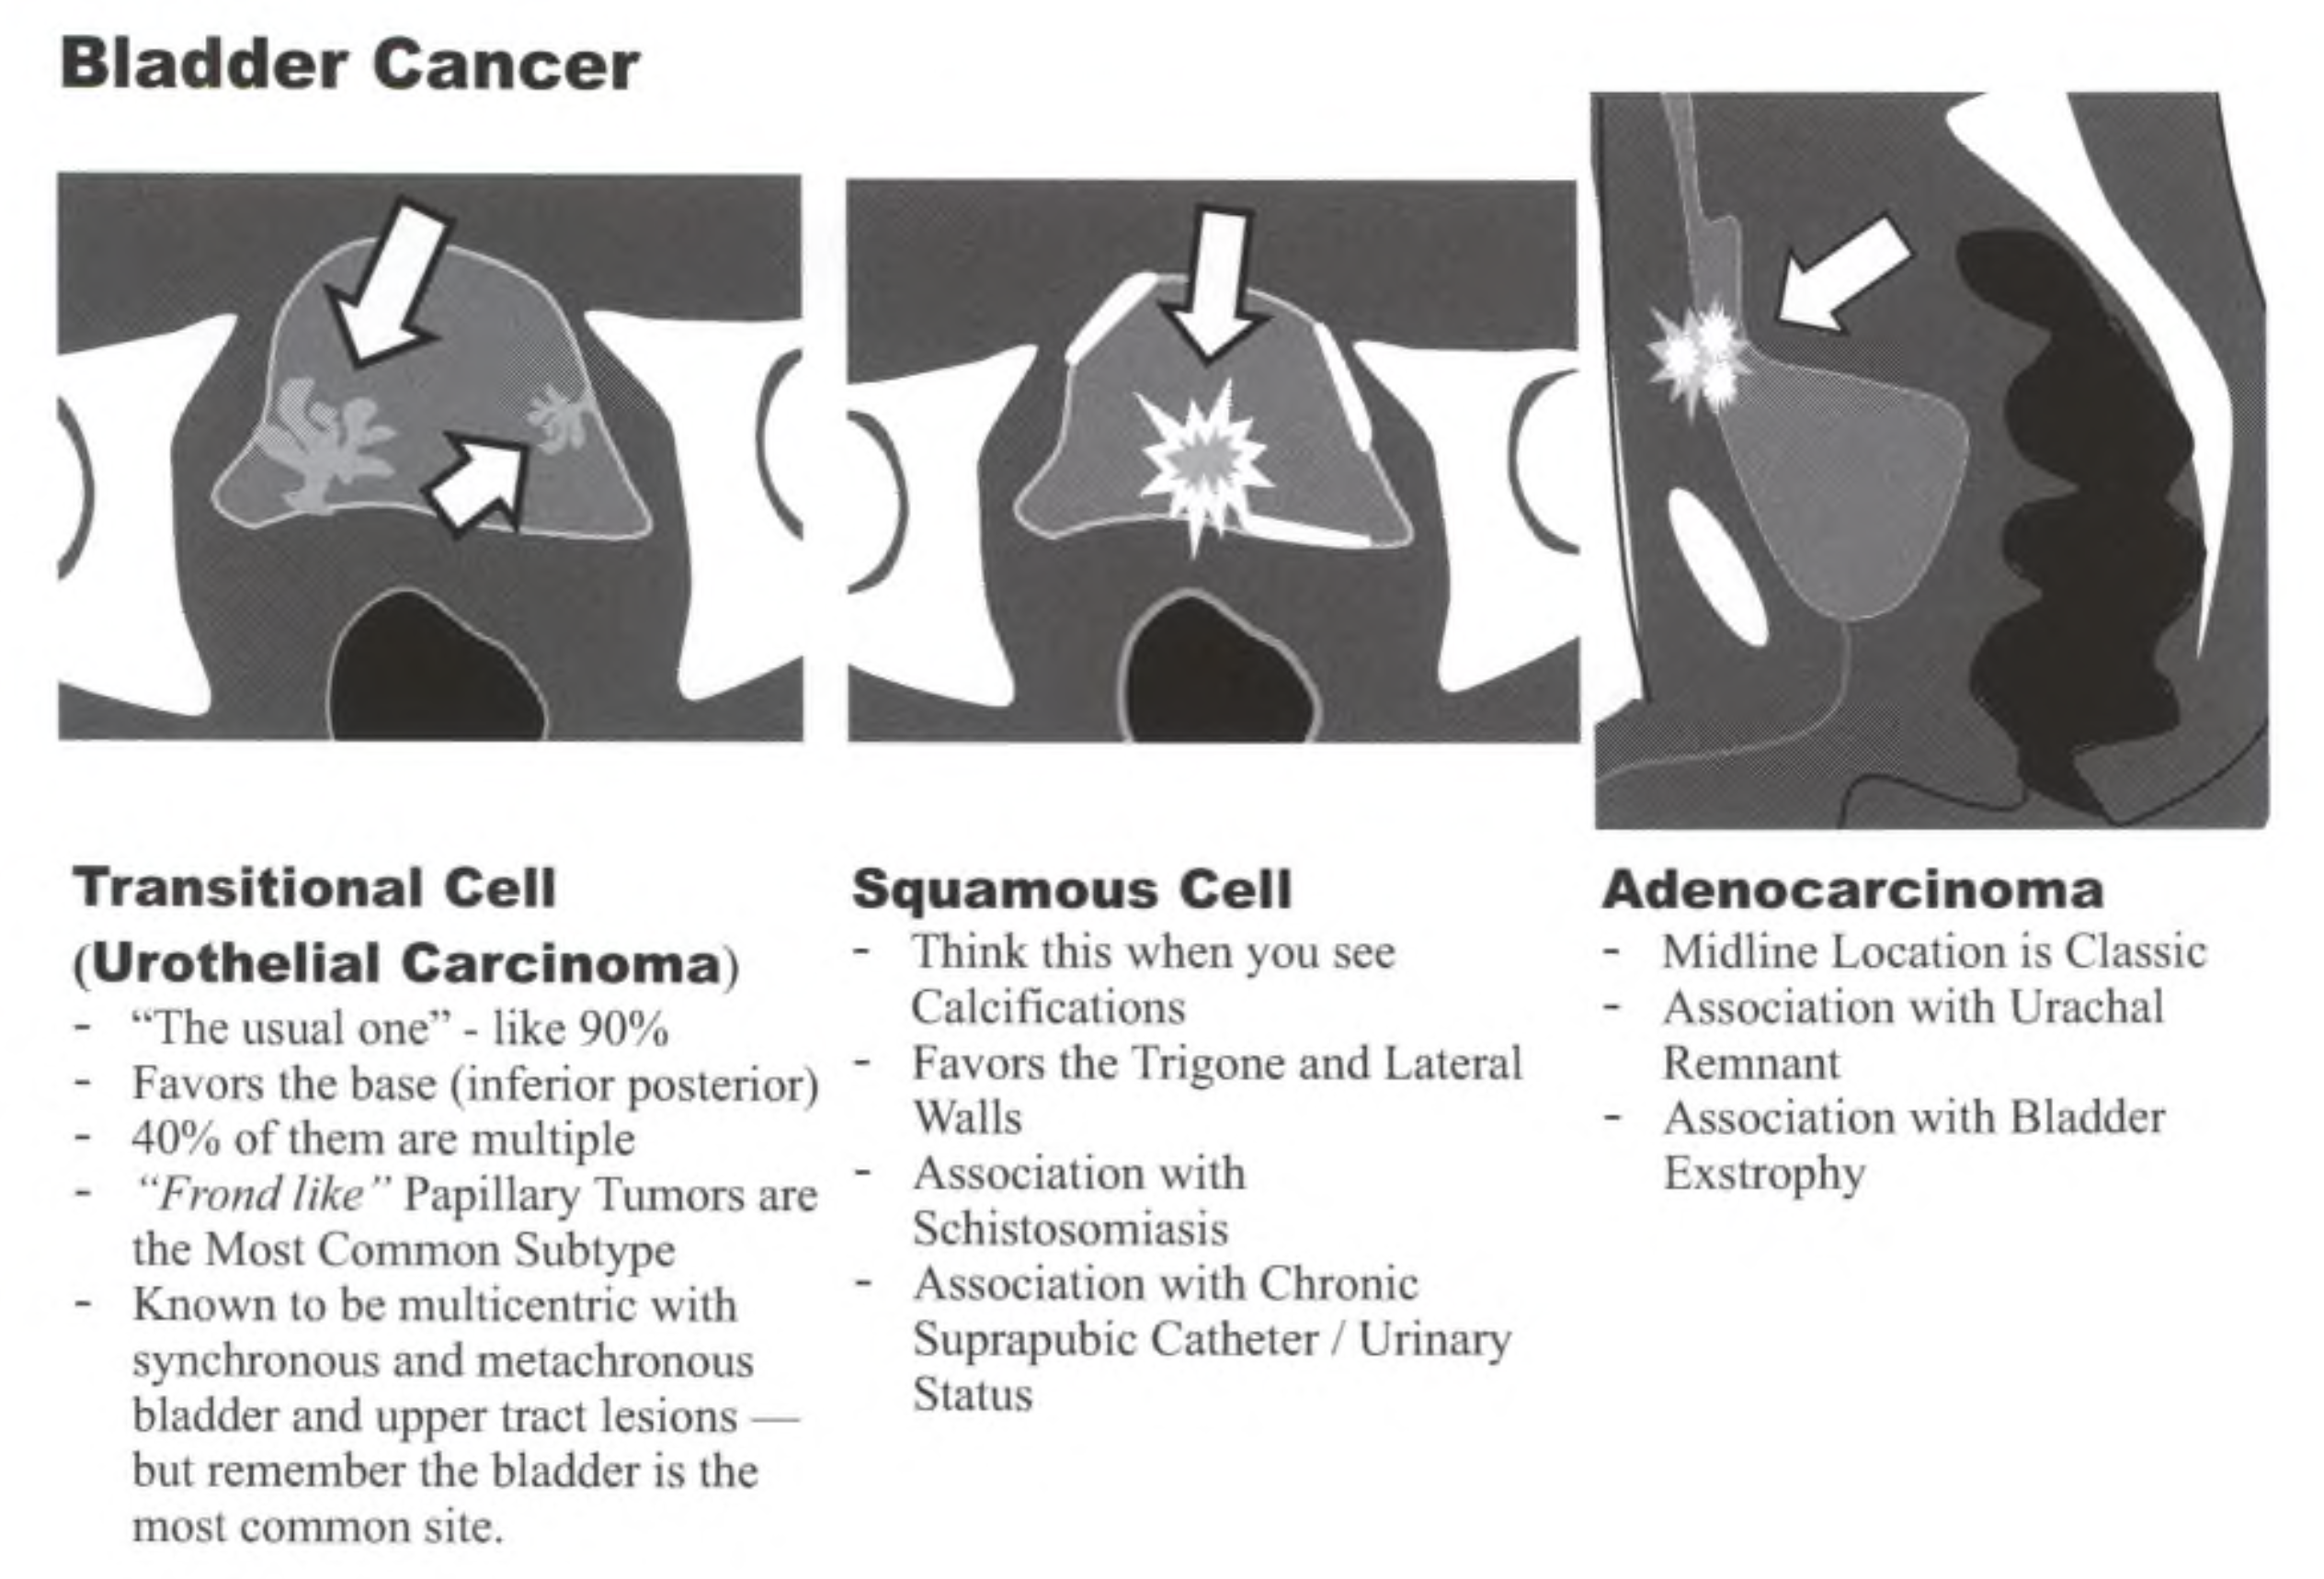 Bladder Cancer
Transitional Cell
(Urothelial Carcinoma)
- “The usual one” - like 90%
- Favors the base (inferior posterior)
- 40% of them are multiple
- “Frond like” Papillary Tumors are
the Most Common Subtype
- Known to be multicentric with
synchronous and metachronous
bladder and upper tract lesions —
but remember the bladder is the
most common site.
Squamous Cell
- Think this when you see
Calcifications
- Favors the Trigone and Lateral
Walls
- Association with
Schistosomiasis
- Association with Chronic
Suprapubic Catheter / Urinary
Status
Adenocarcinoma
- Midline Location is Classic
- Association with Urachal
Remnant
- Association with Bladder
Exstrophy